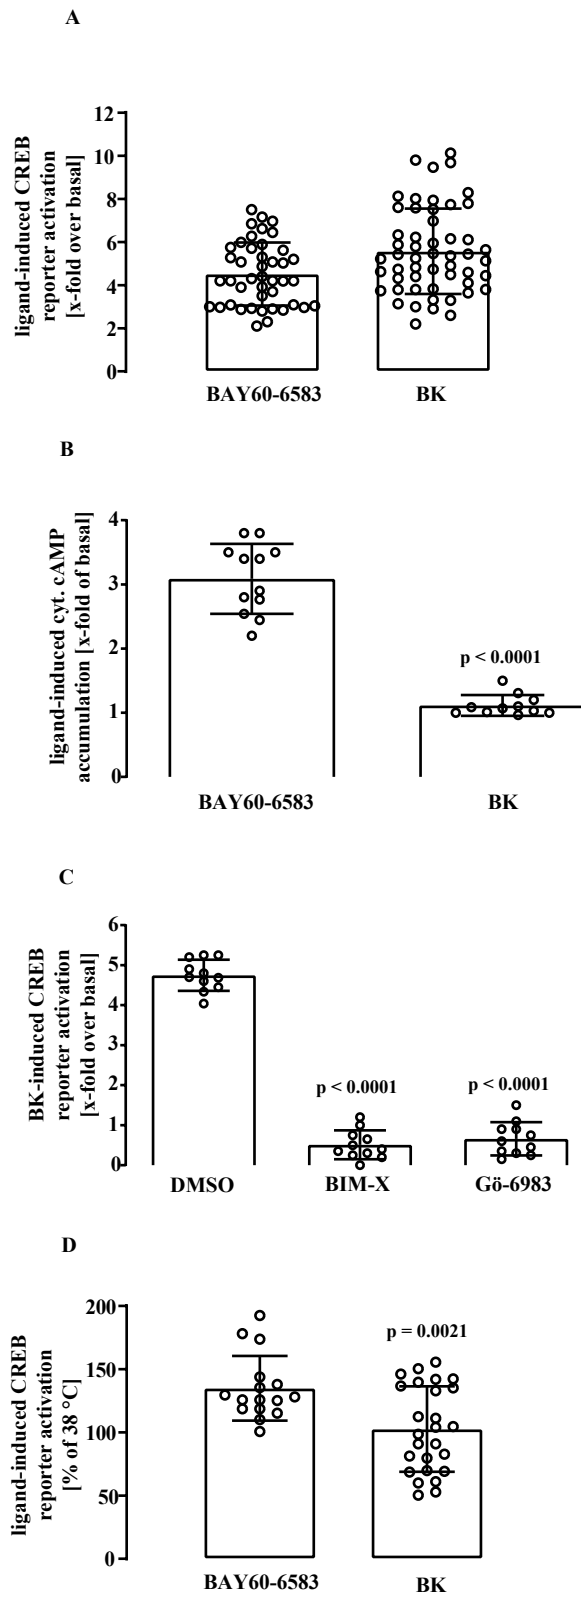 A
ligand-induced CREB
reporter activation
[x-fold over basal]
12
10
8
6
4
2
0
BAY60-6583
BK
B
ligand-induced cyt. cAMP
accumulation [x-fold of basal]
4
3
2
1
0
p < 0.0001
BAY60-6583
BK
C
BK-induced CREB
reporter activation
[x-fold over basal]
6
5
4
3
2
1
0
p < 0.0001
p < 0.0001
DMSO
BIM-X
Gö-6983
D
ligand-induced CREB
reporter activation
[% of 38 °C]
200
150
100
50
0
p = 0.0021
BAY60-6583
BK